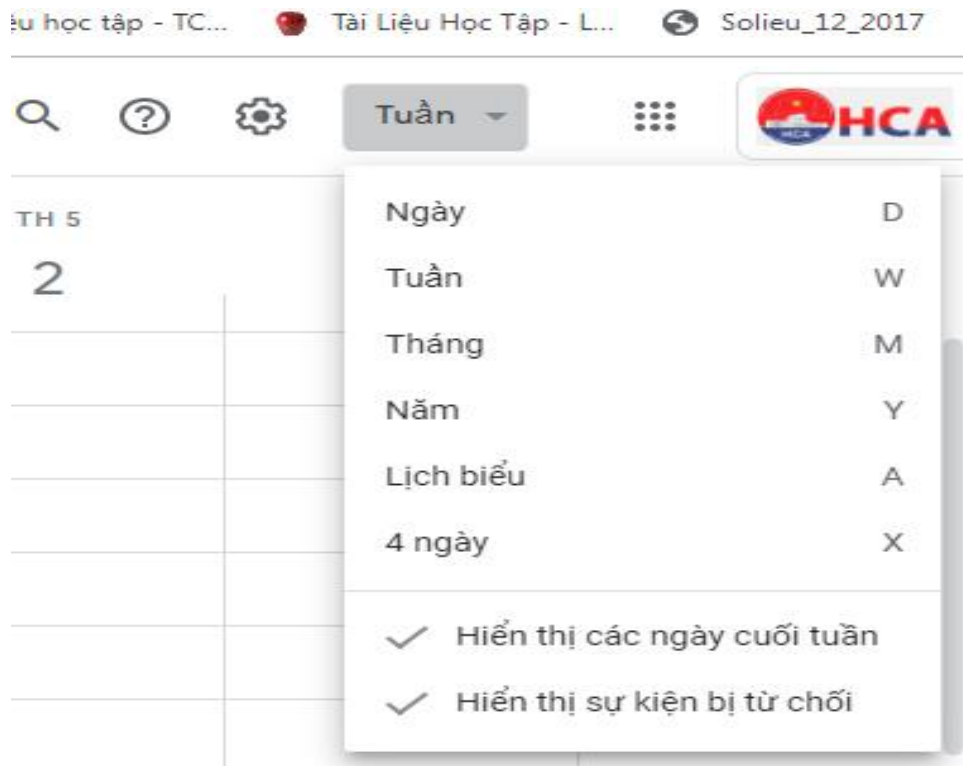 học tập - TC... Tài Liệu Học Tập - L... Solieu_12_2017
Tuần HCA
HCA
TH 5
2
Ngày D
Tuần W
Tháng M
Năm Y
Lịch biểu A
4 ngày X
Hiển thị các ngày cuối tuần
Hiển thị sự kiện bị từ chối